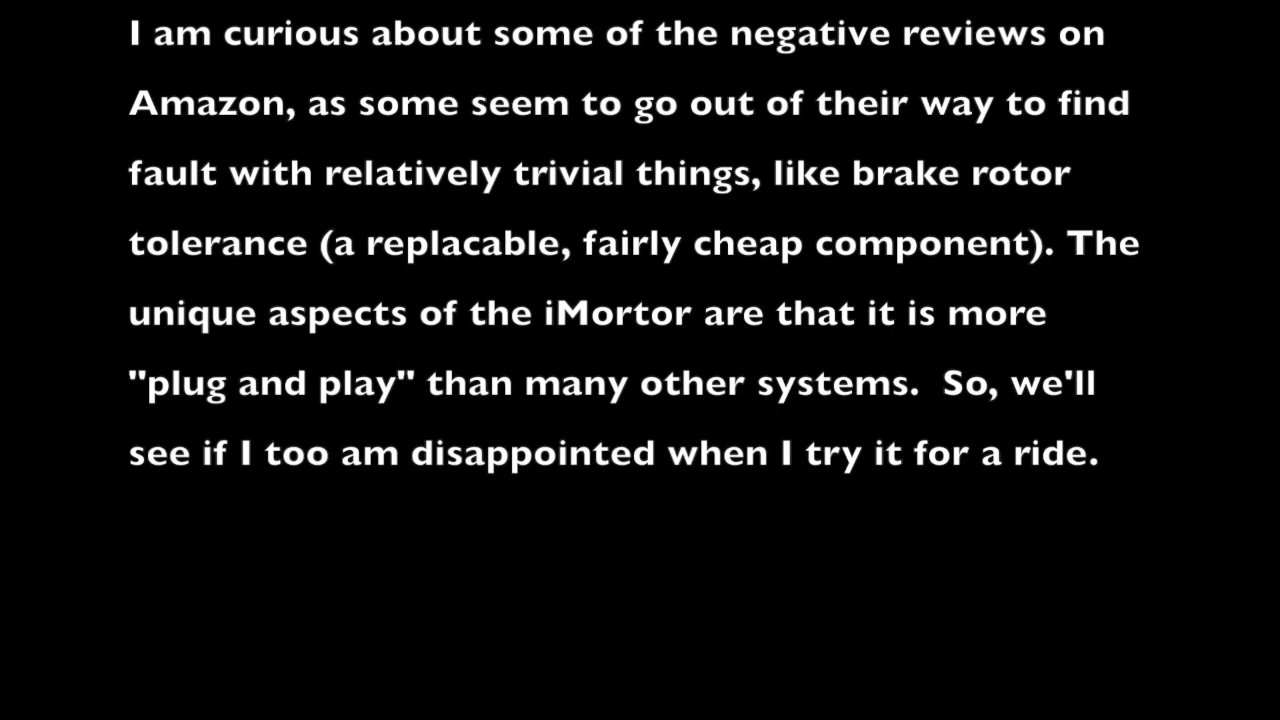 I am curious about some of the negative reviews on
Amazon, as some seem to go out of their way to find
fault with relatively trivial things, like brake rotor
tolerance (a replacable, fairly cheap component). The
unique aspects of the iMortor are that it is more
"plug and play" than many other systems.  So, we'll
see if I too am disappointed when I try it for a ride.